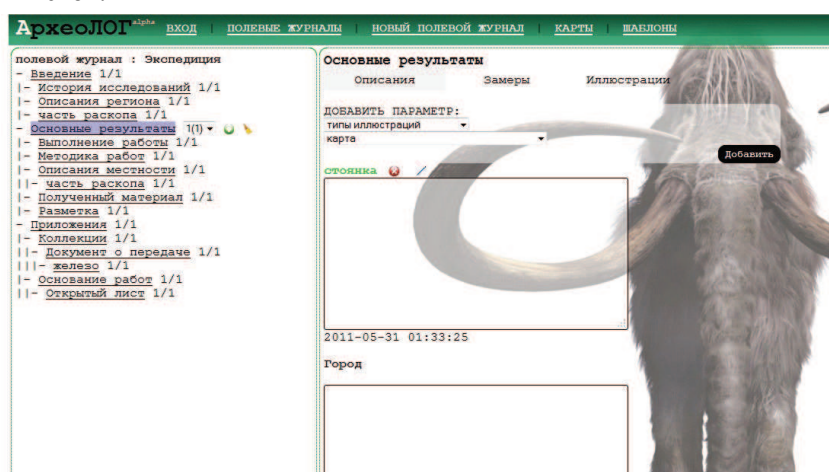 АрхеоЛОГ alpha ВХОД | ПОЛЕВЫЕ ЖУРНАЛЫ | НОВЫЙ ПОЛЕВОЙ ЖУРНАЛ | КАРТЫ | ШАБЛОНЫ
полевой журнал : Экспедиция
- Введение 1/1
|- История исследований 1/1
|- Описания региона 1/1
|- часть раскопа 1/1
- Основные результаты 1(1)
|- Выполнение работы 1/1
|- Методика работ 1/1
|- Описания местности 1/1
||- часть раскопа 1/1
|- Полученный материал 1/1
|- Разметка 1/1
- Приложения 1/1
|- Коллекции 1/1
||- Документ о передаче 1/1
|||- железо 1/1
|- Основание работ 1/1
||- Открытый лист 1/1
Основные результаты
Описания Замеры Иллюстрации
ДОБАВИТЬ ПАРАМЕТР:
типы иллюстраций
карта
Добавить
стоянка
2011-05-31 01:33:25
Город